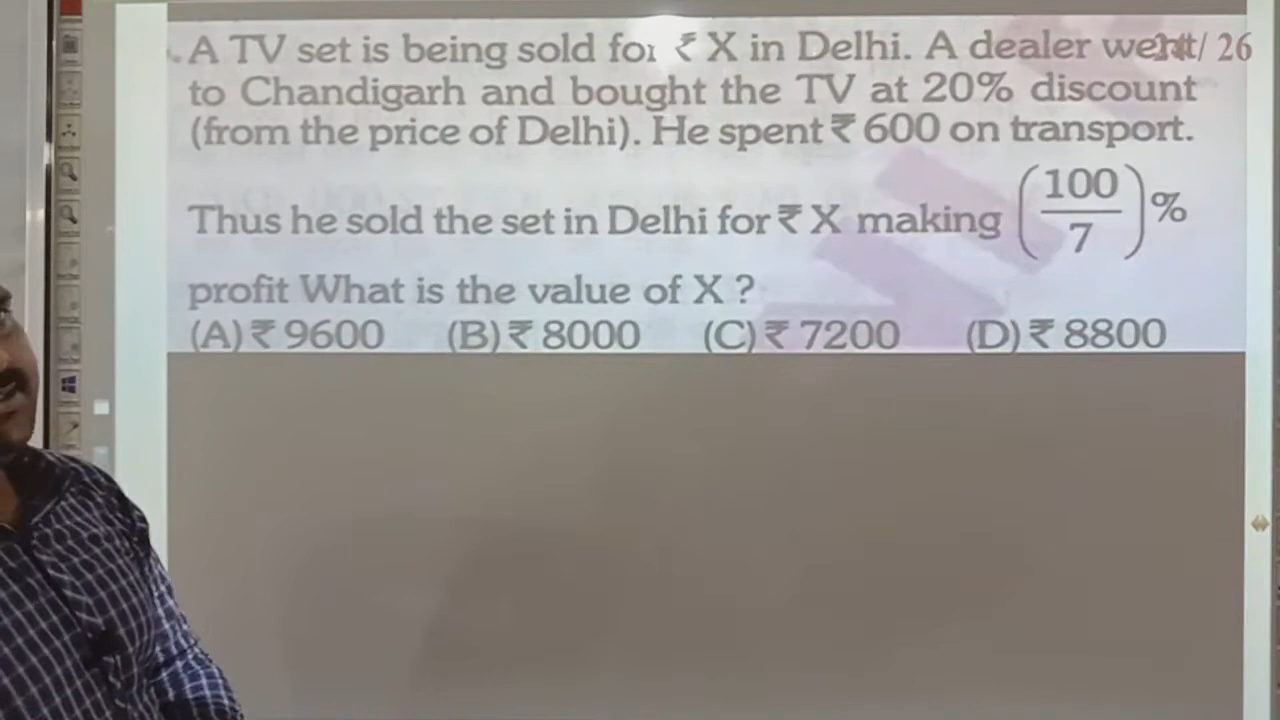 A TV set is being sold for ₹ X in Delhi. A dealer went / 26
to Chandigarh and bought the TV at 20% discount
(from the price of Delhi). He spent ₹ 600 on transport.
Thus he sold the set in Delhi for ₹ X making (100/7)%
profit What is the value of X ?
(A) ₹ 9600 (B) ₹ 8000 (C) ₹ 7200 (D) ₹ 8800